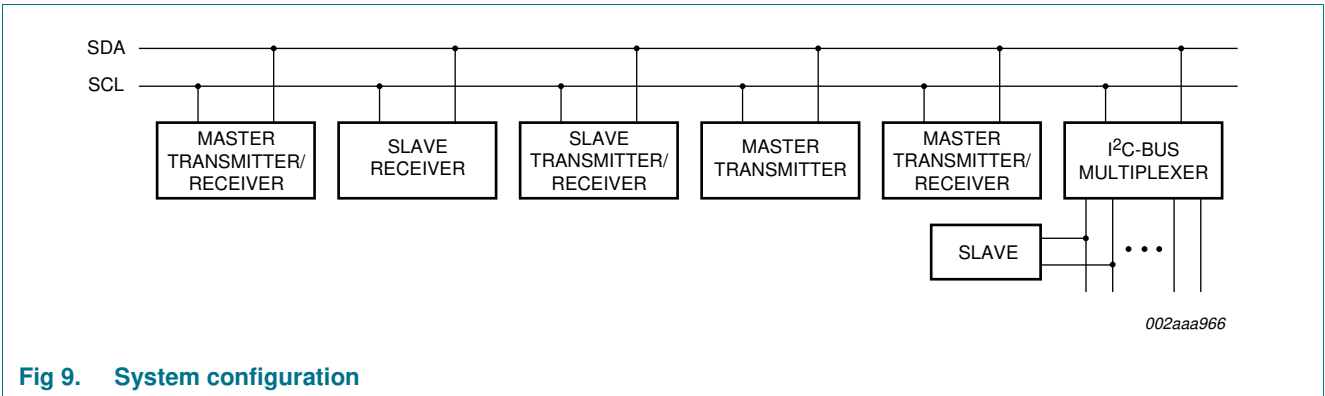 SDA
SCL
MASTER
TRANSMITTER/
RECEIVER
SLAVE
RECEIVER
SLAVE
TRANSMITTER/
RECEIVER
MASTER
TRANSMITTER
MASTER
TRANSMITTER/
RECEIVER
I²C-BUS
MULTIPLEXER
SLAVE
002aaa966
Fig 9. System configuration